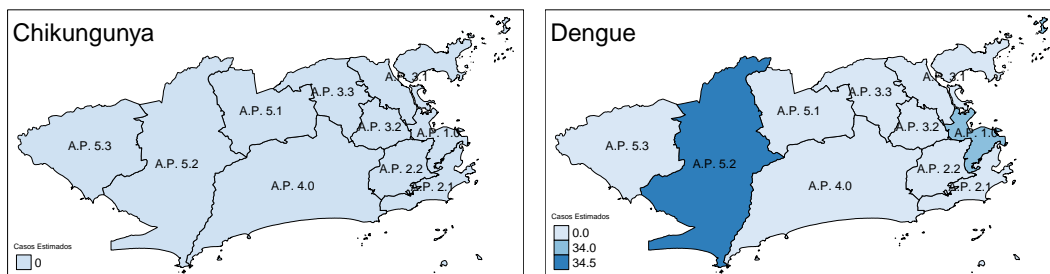 Chikungunya
A.P. 3.1
A.P. 3.3
A.P. 5.1
A.P. 3.2
A.P. 1.0
A.P. 5.3
A.P. 5.2
A.P. 2.2
A.P. 4.0
A.P. 2.1
Casos Estimados
0
Dengue
A.P. 3.1
A.P. 3.3
A.P. 5.1
A.P. 3.2
A.P. 1.0
A.P. 5.3
A.P. 5.2
A.P. 2.2
A.P. 4.0
A.P. 2.1
Casos Estimados
0.0
34.0
34.5